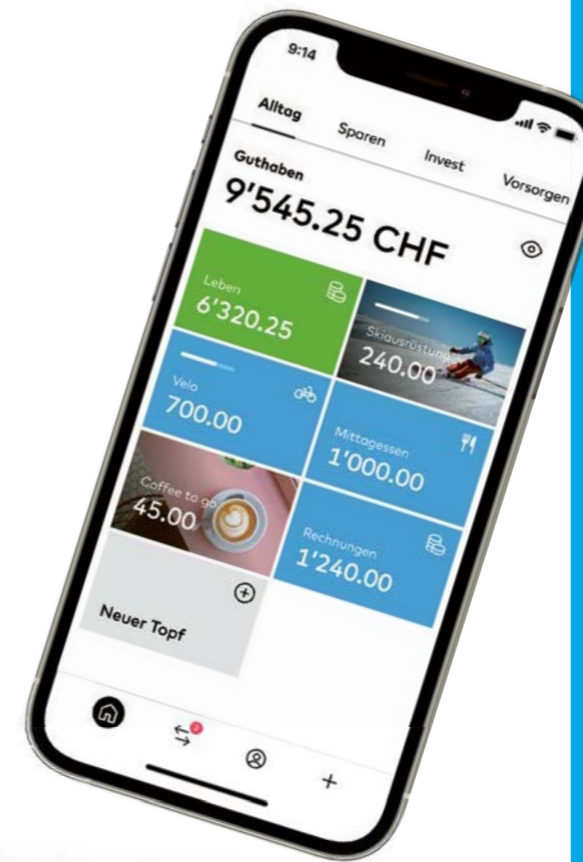 9:14
Alltag Sparen Invest Vorsorgen
Guthaben
9'545.25 CHF
Leben
6'320.25
Skiausrüstung
240.00
Velo
700.00
Mittagessen
1'000.00
Coffee to go
45.00
Rechnungen
1'240.00
Neuer Topf
2